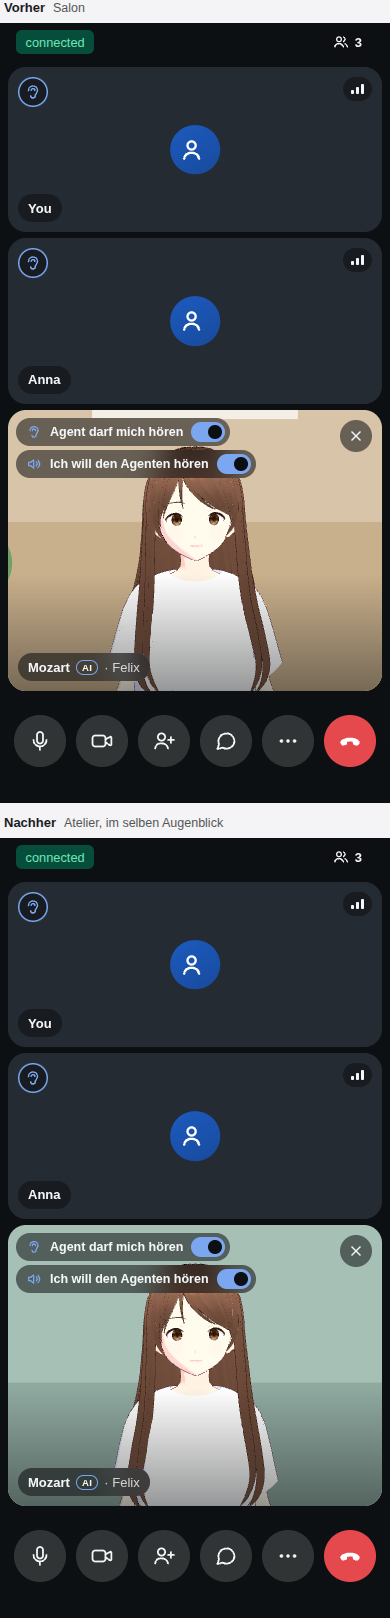 Vorher Salon
connected 3
You
Anna
Agent darf mich hören
Ich will den Agenten hören
Mozart AI · Felix
Nachher Atelier, im selben Augenblick
connected 3
You
Anna
Agent darf mich hören
Ich will den Agenten hören
Mozart AI · Felix